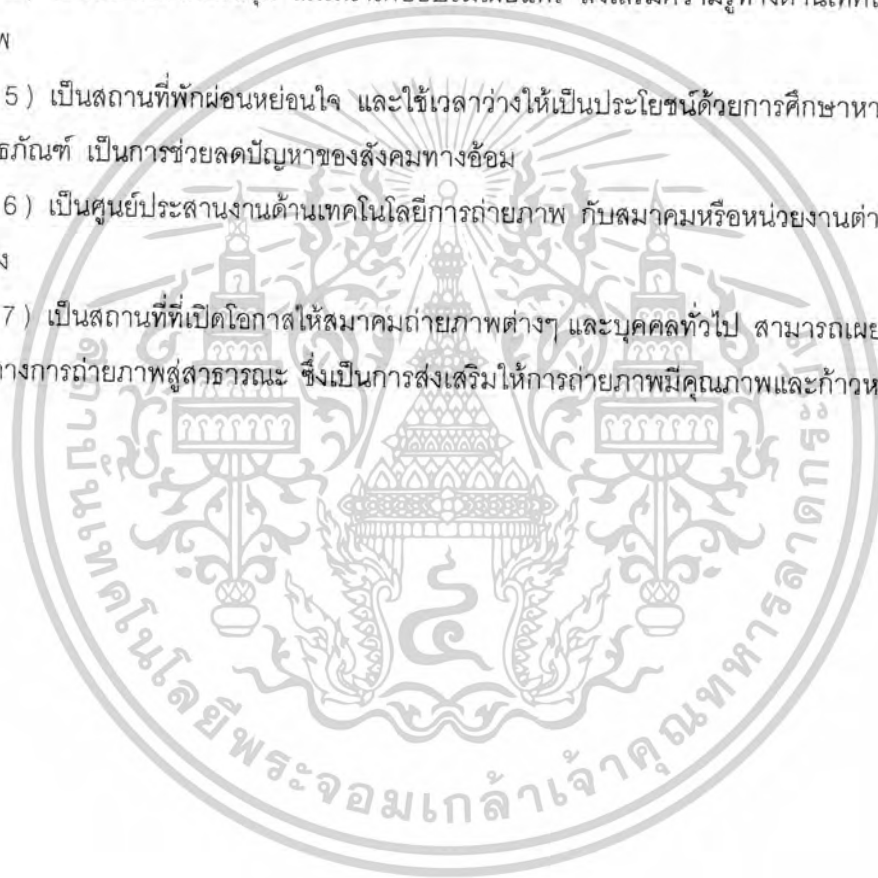 พ
5) เป็นสถานที่พักผ่อนหย่อนใจ และใช้เวลาว่างให้เป็นประโยชน์ด้วยการศึกษาหา
ธภัณฑ์ เป็นการช่วยลดปัญหาของสังคมทางอ้อม
6) เป็นศูนย์ประสานงานด้านเทคโนโลยีการถ่ายภาพ กับสมาคมหรือหน่วยงานต่า
ง
7) เป็นสถานที่ที่เปิดโอกาสให้สมาคมถ่ายภาพต่างๆ และบุคคลทั่วไป สามารถเผย
ทางการถ่ายภาพสู่สาธารณะ ซึ่งเป็นการส่งเสริมให้การถ่ายภาพมีคุณภาพและก้าวห
สถาบันเทคโนโลยีพระจอมเกล้าเจ้าคุณทหารลาดกระบัง
๔